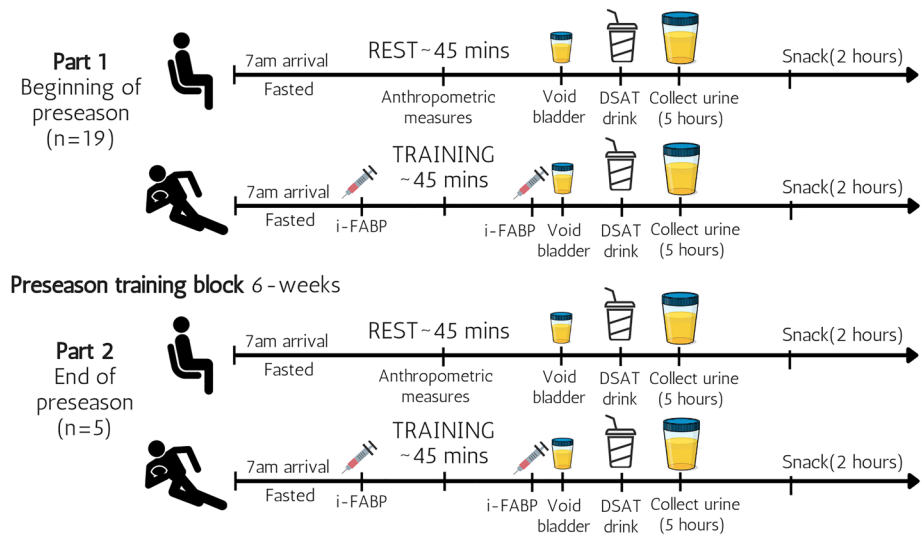 Part 1
Beginning of
preseason
(n=19)
7am arrival
Fasted
REST~45 mins
Anthropometric
measures
Void
bladder
DSAT
drink
Collect urine
(5 hours)
Snack(2 hours)
7am arrival
Fasted
i-FABP
TRAINING
~45 mins
i-FABP
Void
bladder
DSAT
drink
Collect urine
(5 hours)
Snack(2 hours)
Preseason training block 6-weeks
Part 2
End of
preseason
(n=5)
7am arrival
Fasted
REST~45 mins
Anthropometric
measures
Void
bladder
DSAT
drink
Collect urine
(5 hours)
Snack(2 hours)
7am arrival
Fasted
i-FABP
TRAINING
~45 mins
i-FABP
Void
bladder
DSAT
drink
Collect urine
(5 hours)
Snack(2 hours)